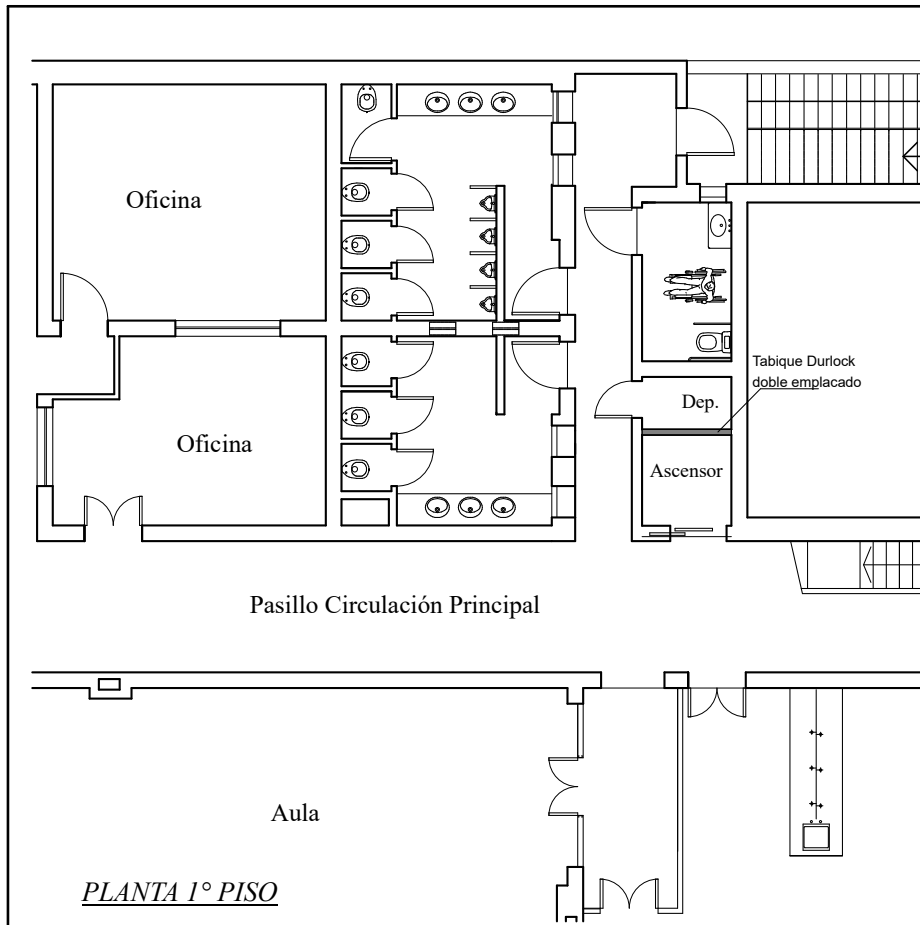 Oficina
Tabique Durlock
doble emplacado
Dep.
Oficina
Ascensor
Pasillo Circulación Principal
Aula
PLANTA 1° PISO